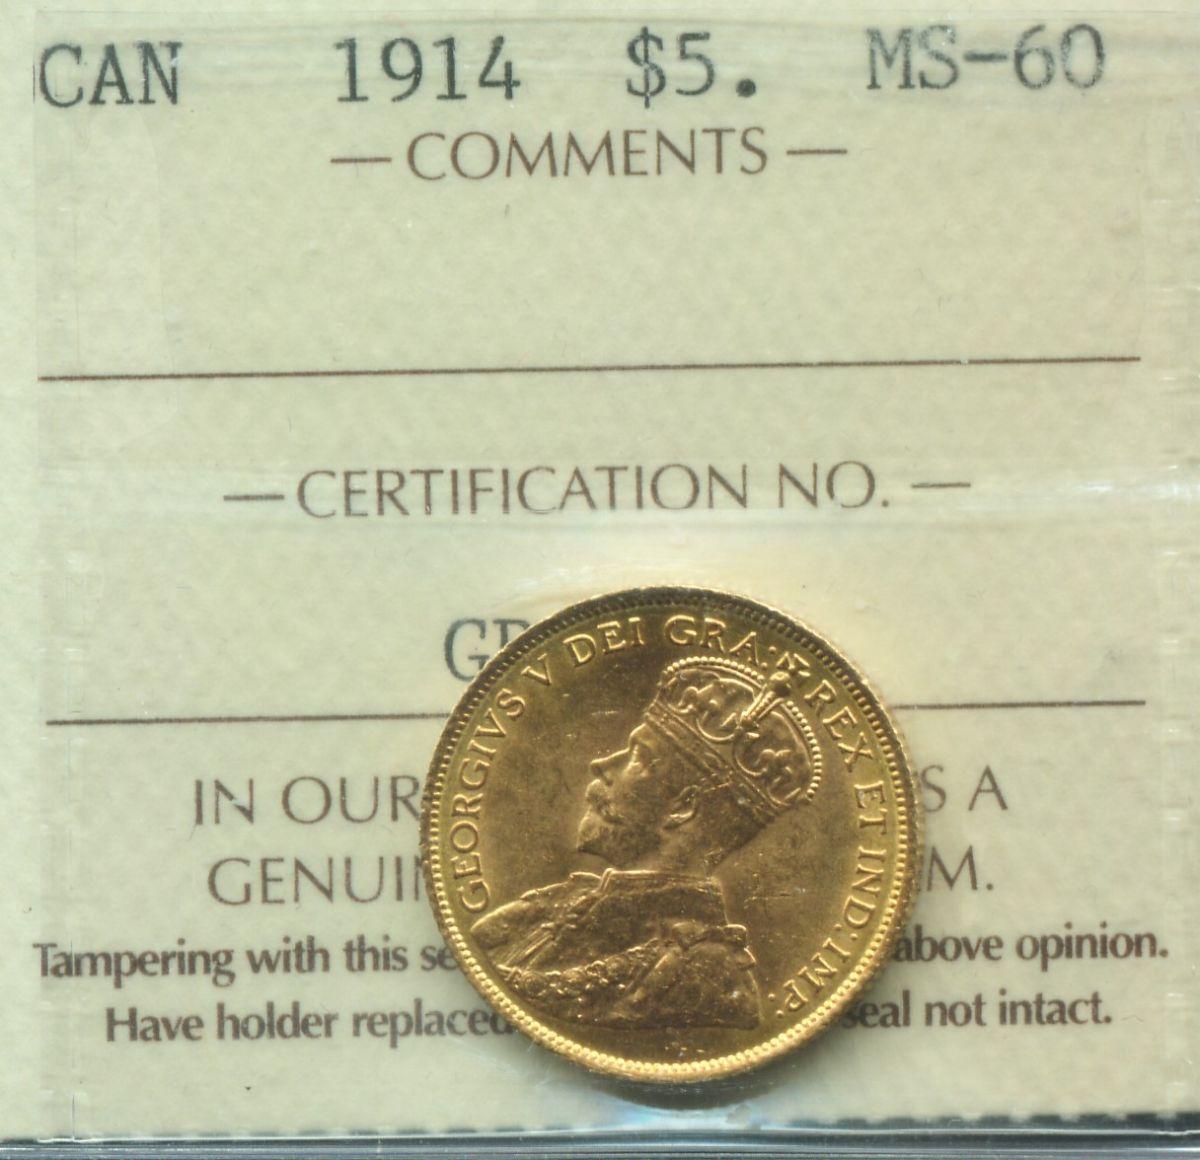 CAN 1914 $5. MS-60
— COMMENTS —
— CERTIFICATION NO. —
GEORGIVS V DEI GRA: REX ET IND: IMP:
IN OUR S A
GENUI M.
Tampering with this se above opinion.
Have holder replaced seal not intact.